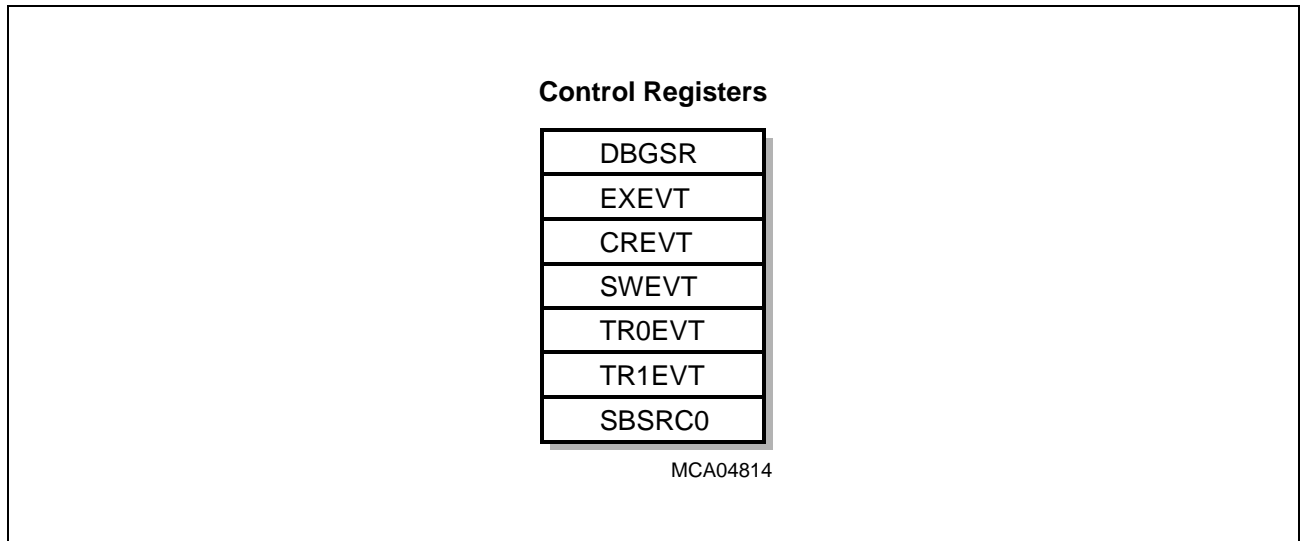 Control Registers
DBGSR
EXEVT
CREVT
SWEVT
TR0EVT
TR1EVT
SBSRC0
MCA04814